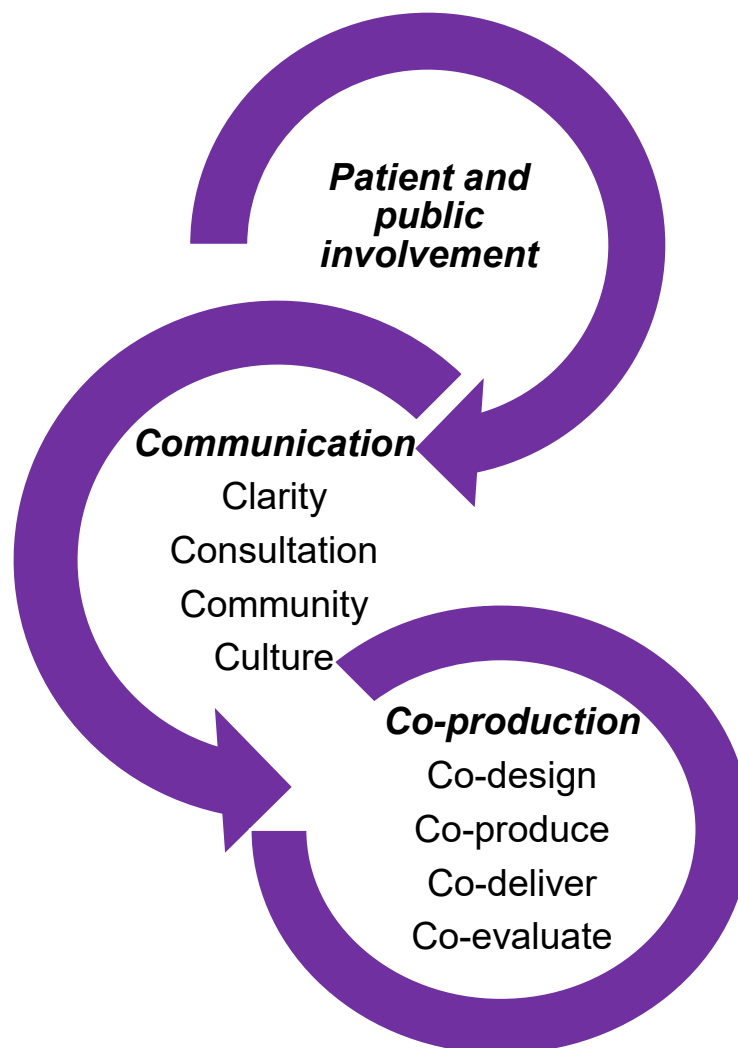 Patient and
public
involvement
Communication
Clarity
Consultation
Community
Culture
Co-production
Co-design
Co-produce
Co-deliver
Co-evaluate